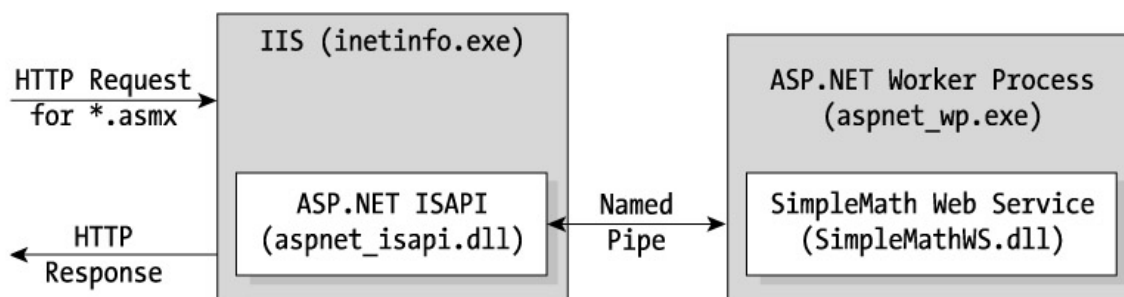 IIS (inetinfo.exe)
HTTP Request
for *.asmx
ASP.NET ISAPI
(aspnet_isapi.dll)
HTTP
Response
Named
Pipe
ASP.NET Worker Process
(aspnet_wp.exe)
SimpleMath Web Service
(SimpleMathWS.dll)